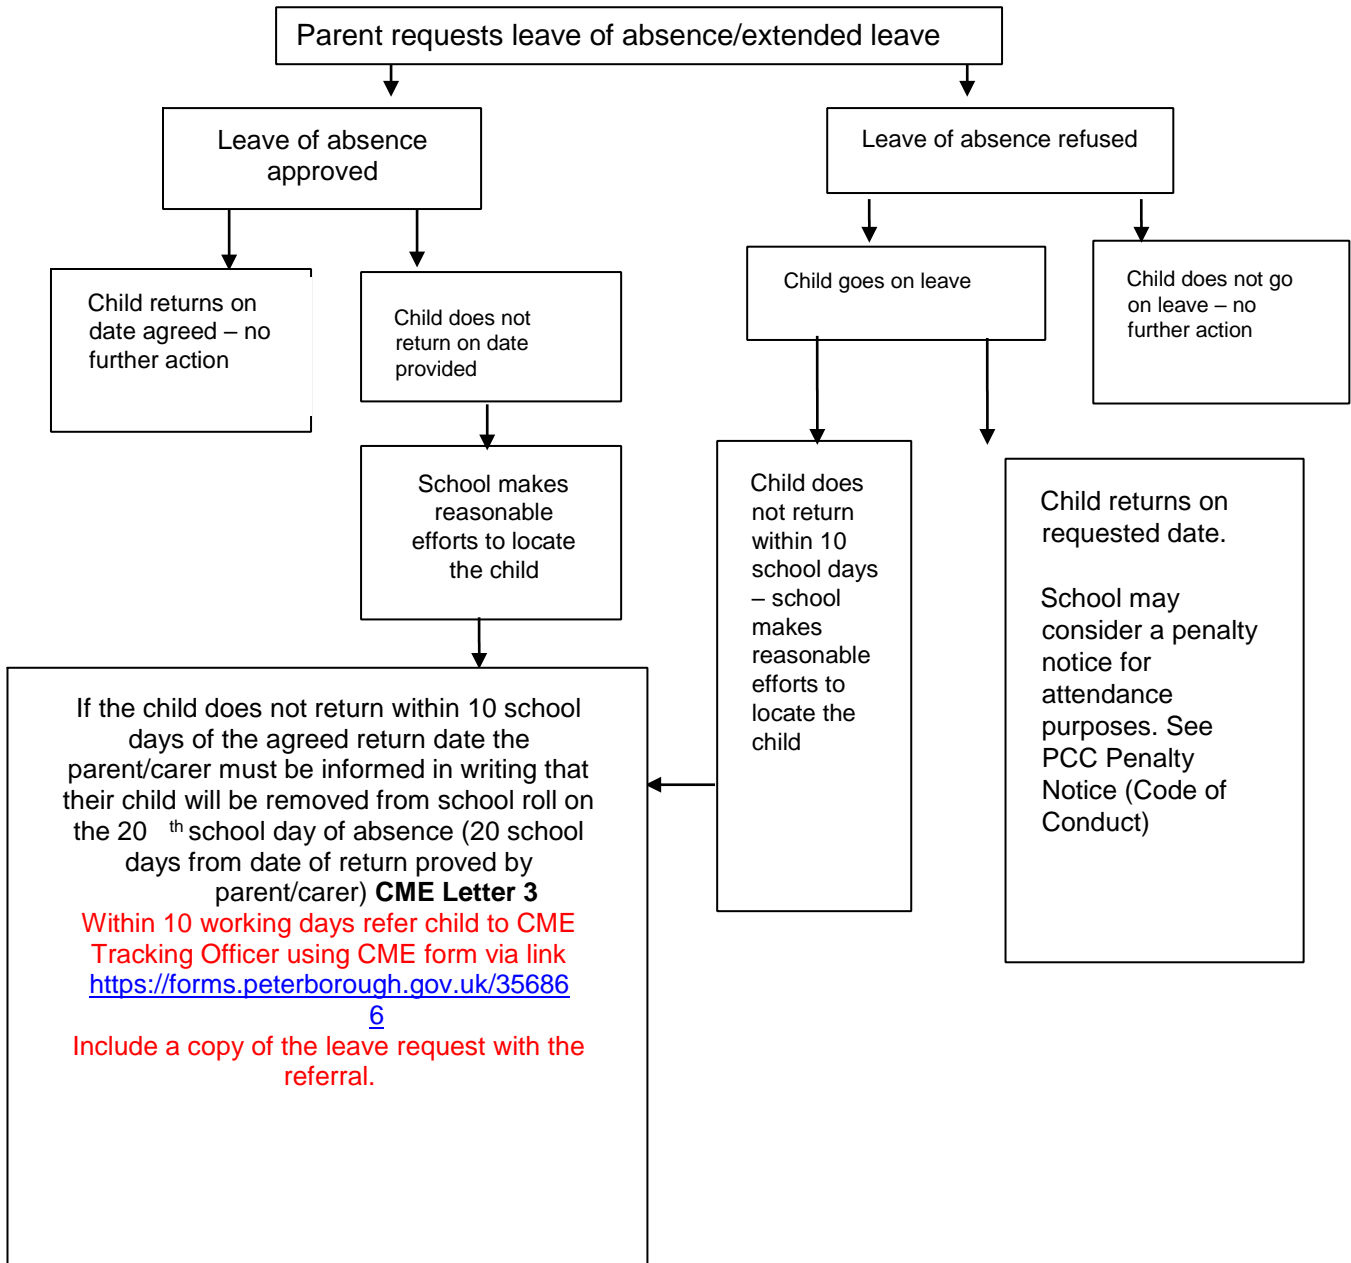 Parent requests leave of absence/extended leave
Leave of absence
approved
Leave of absence refused
Child returns on
date agreed – no
further action
Child does not
return on date
provided
Child goes on leave
Child does not go
on leave – no
further action
School makes
reasonable
efforts to locate
the child
Child does
not return
within 10
school days
– school
makes
reasonable
efforts to
locate the
child
Child returns on
requested date.
School may
consider a penalty
notice for
attendance
purposes. See
PCC Penalty
Notice (Code of
Conduct)
If the child does not return within 10 school
days of the agreed return date the
parent/carer must be informed in writing that
their child will be removed from school roll on
the 20 th school day of absence (20 school
days from date of return proved by
parent/carer) CME Letter 3
Within 10 working days refer child to CME
Tracking Officer using CME form via link
https://forms.peterborough.gov.uk/35686
6
Include a copy of the leave request with the
referral.